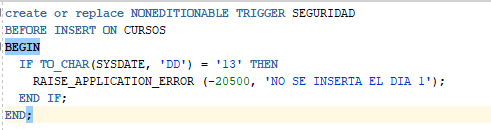 create or replace NONEDITIONABLE TRIGGER SEGURIDAD
BEFORE INSERT ON CURSOS
BEGIN
IF TO_CHAR(SYSDATE, 'DD') = '13' THEN
RAISE_APPLICATION_ERROR (-20500, 'NO SE INSERTA EL DIA 1');
END IF;
END;